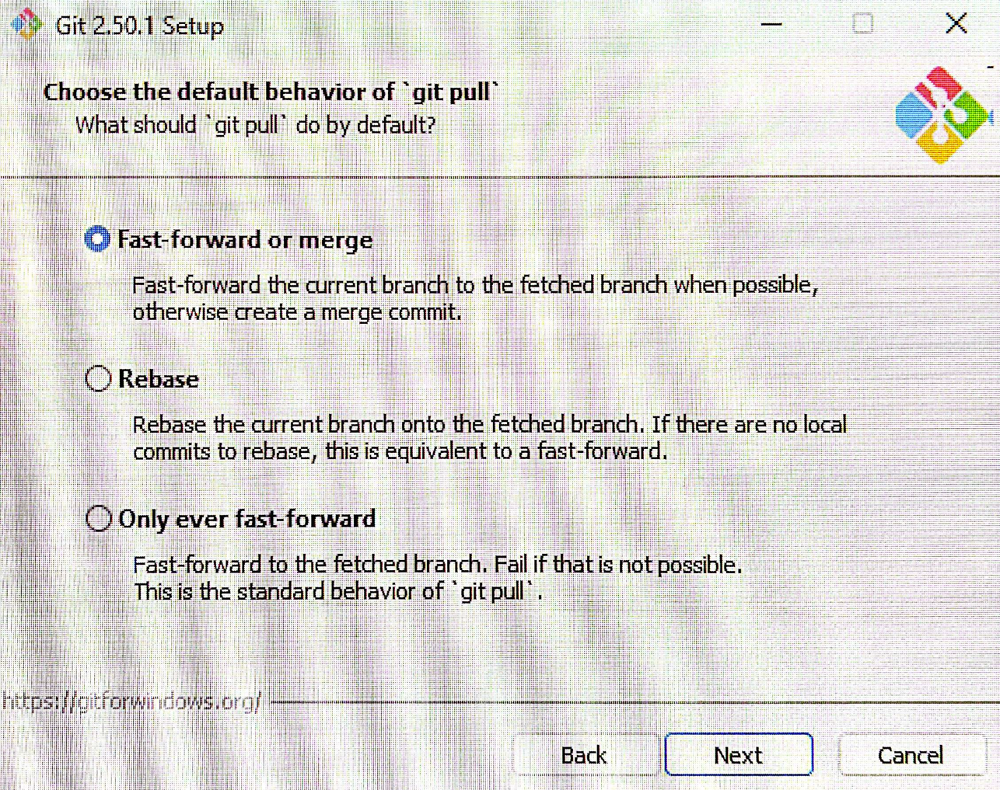 Git 2.50.1 Setup
Choose the default behavior of `git pull`
What should `git pull` do by default?
Fast-forward or merge
Fast-forward the current branch to the fetched branch when possible,
otherwise create a merge commit.
Rebase
Rebase the current branch onto the fetched branch. If there are no local
commits to rebase, this is equivalent to a fast-forward.
Only ever fast-forward
Fast-forward to the fetched branch. Fail if that is not possible.
This is the standard behavior of `git pull`.
https://gitforwindows.org/
Back
Next
Cancel